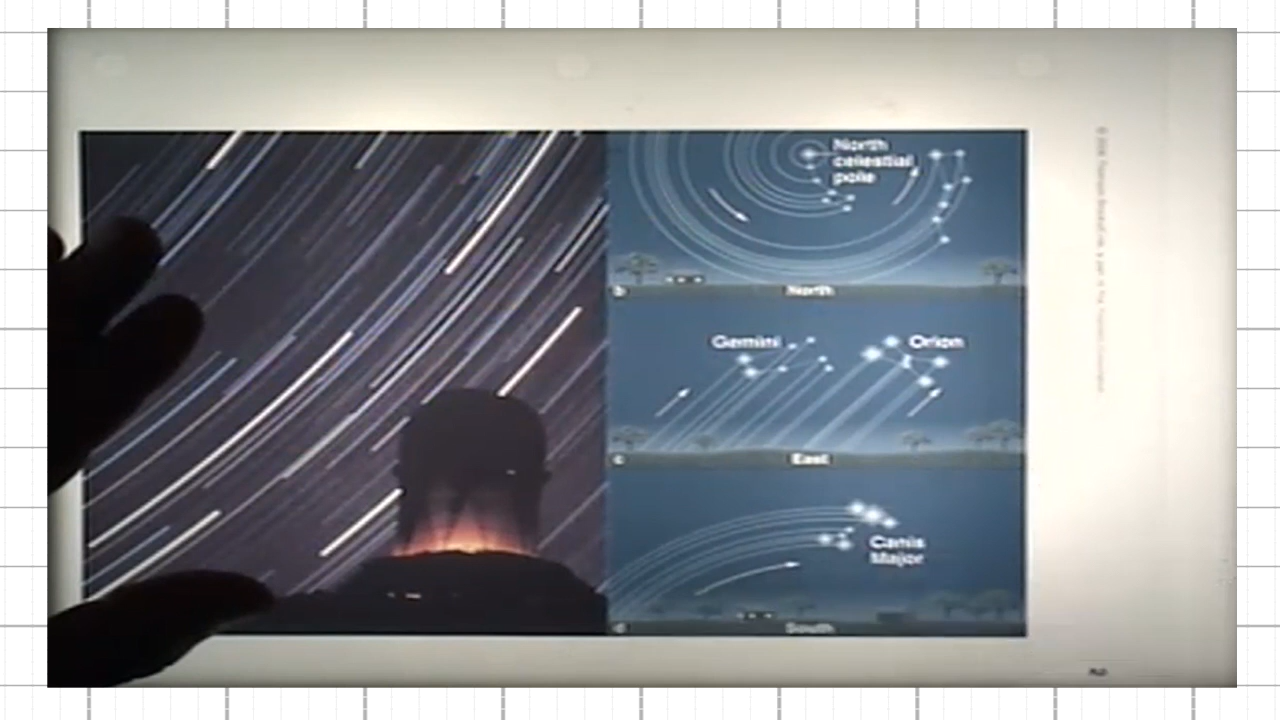 North
celestial
pole
b
North
Gemini
Orion
c
East
Canis
Major
d
South